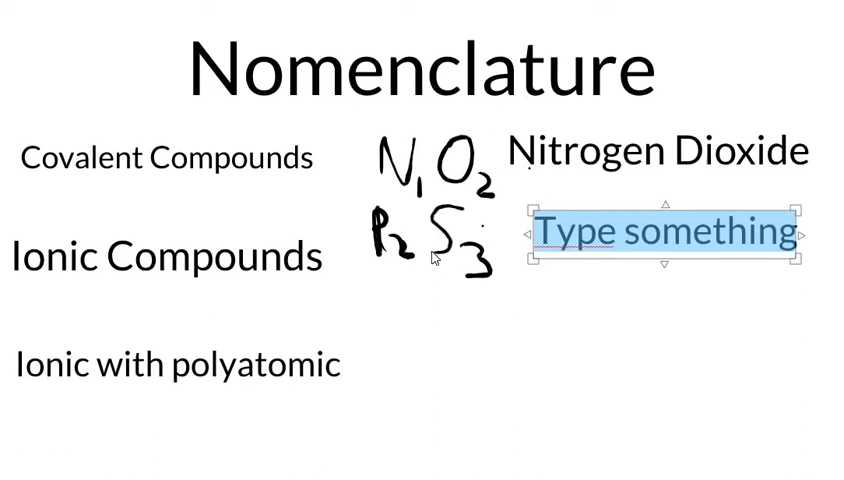 Nomenclature
Covalent Compounds
N1O2
Nitrogen Dioxide
P2S3
Type something
Ionic Compounds
Ionic with polyatomic